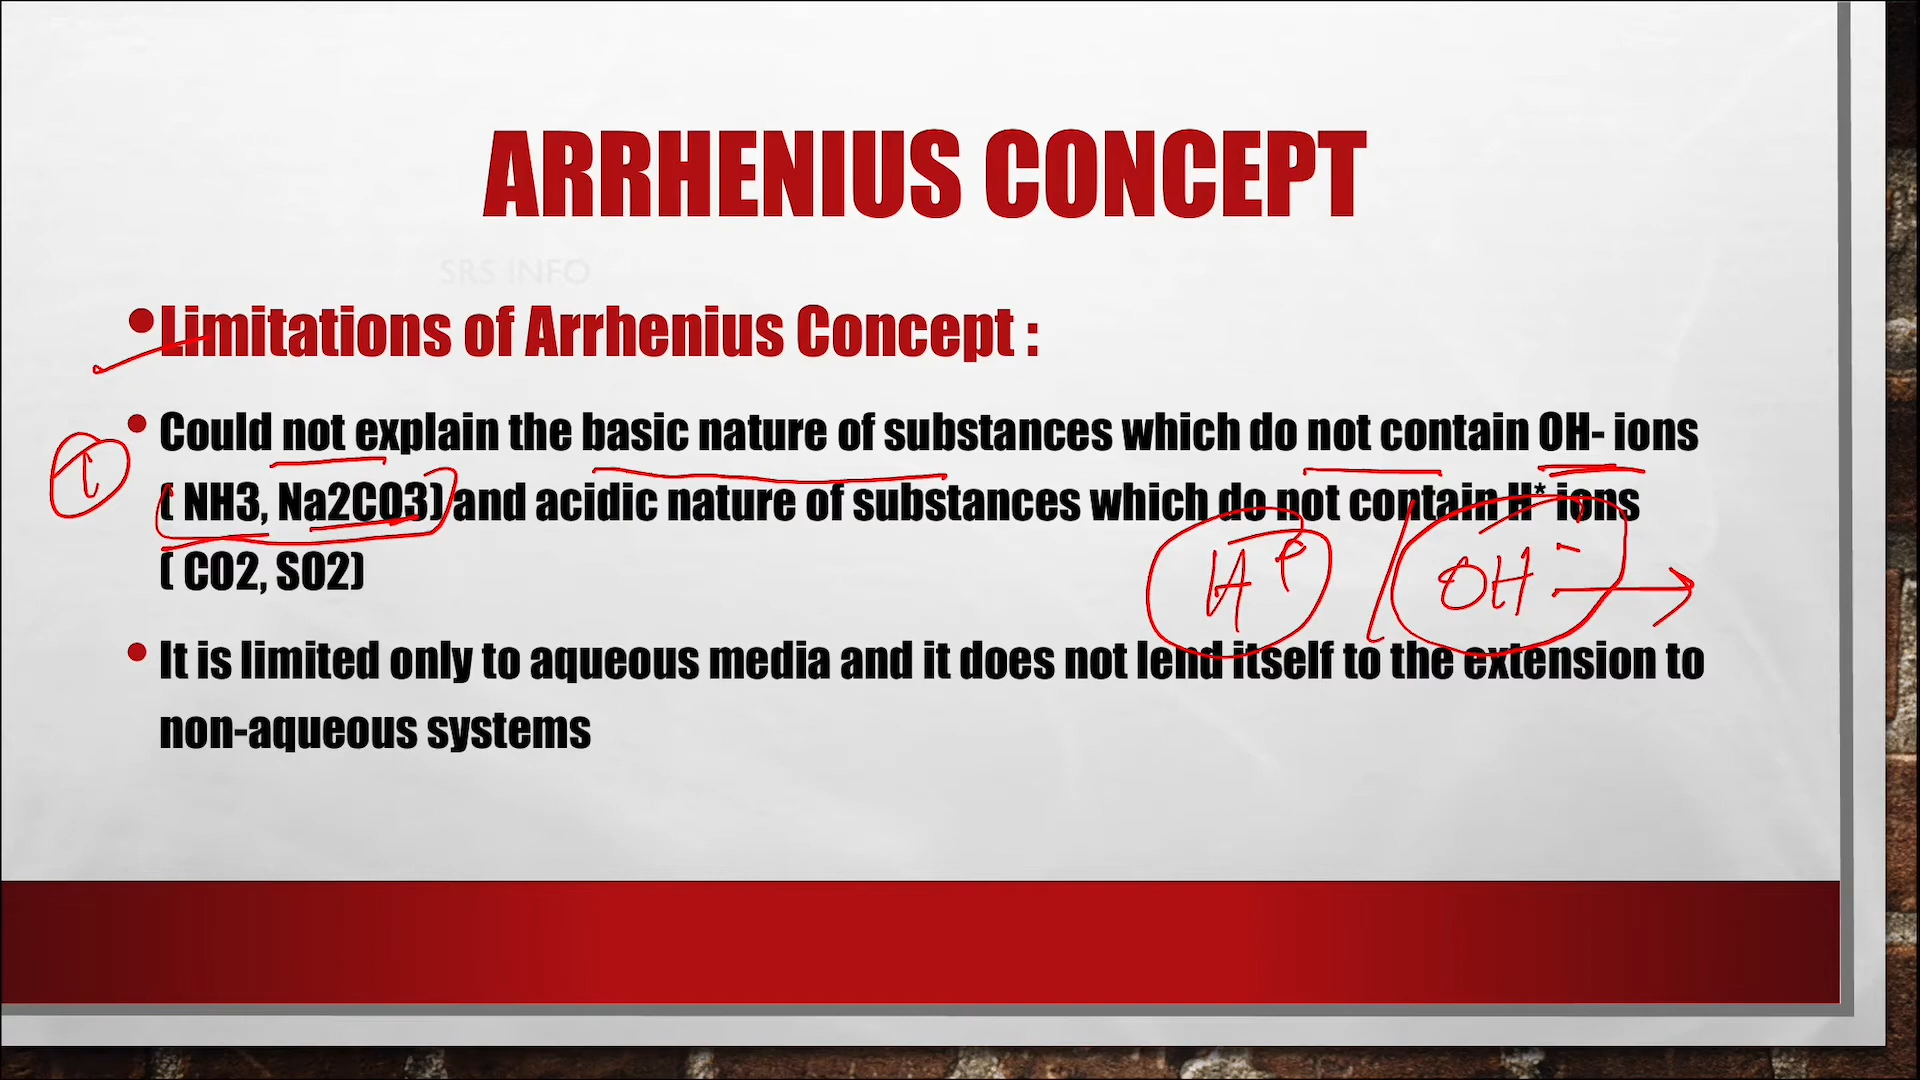 ARRHENIUS CONCEPT
SRS INFO
•Limitations of Arrhenius Concept :
• Could not explain the basic nature of substances which do not contain OH- ions
( NH3, Na2CO3) and acidic nature of substances which do not contain H* ions
( CO2, SO2)
H+ / OH-
• It is limited only to aqueous media and it does not lend itself to the extension to
non-aqueous systems